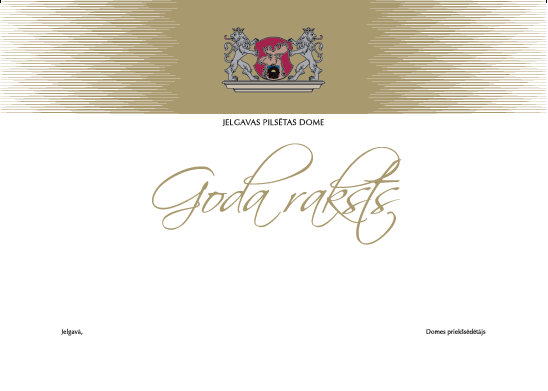 JELGAVAS PILSĒTAS DOME
Goda raksts
Jelgavā,
Domes priekšsēdētājs